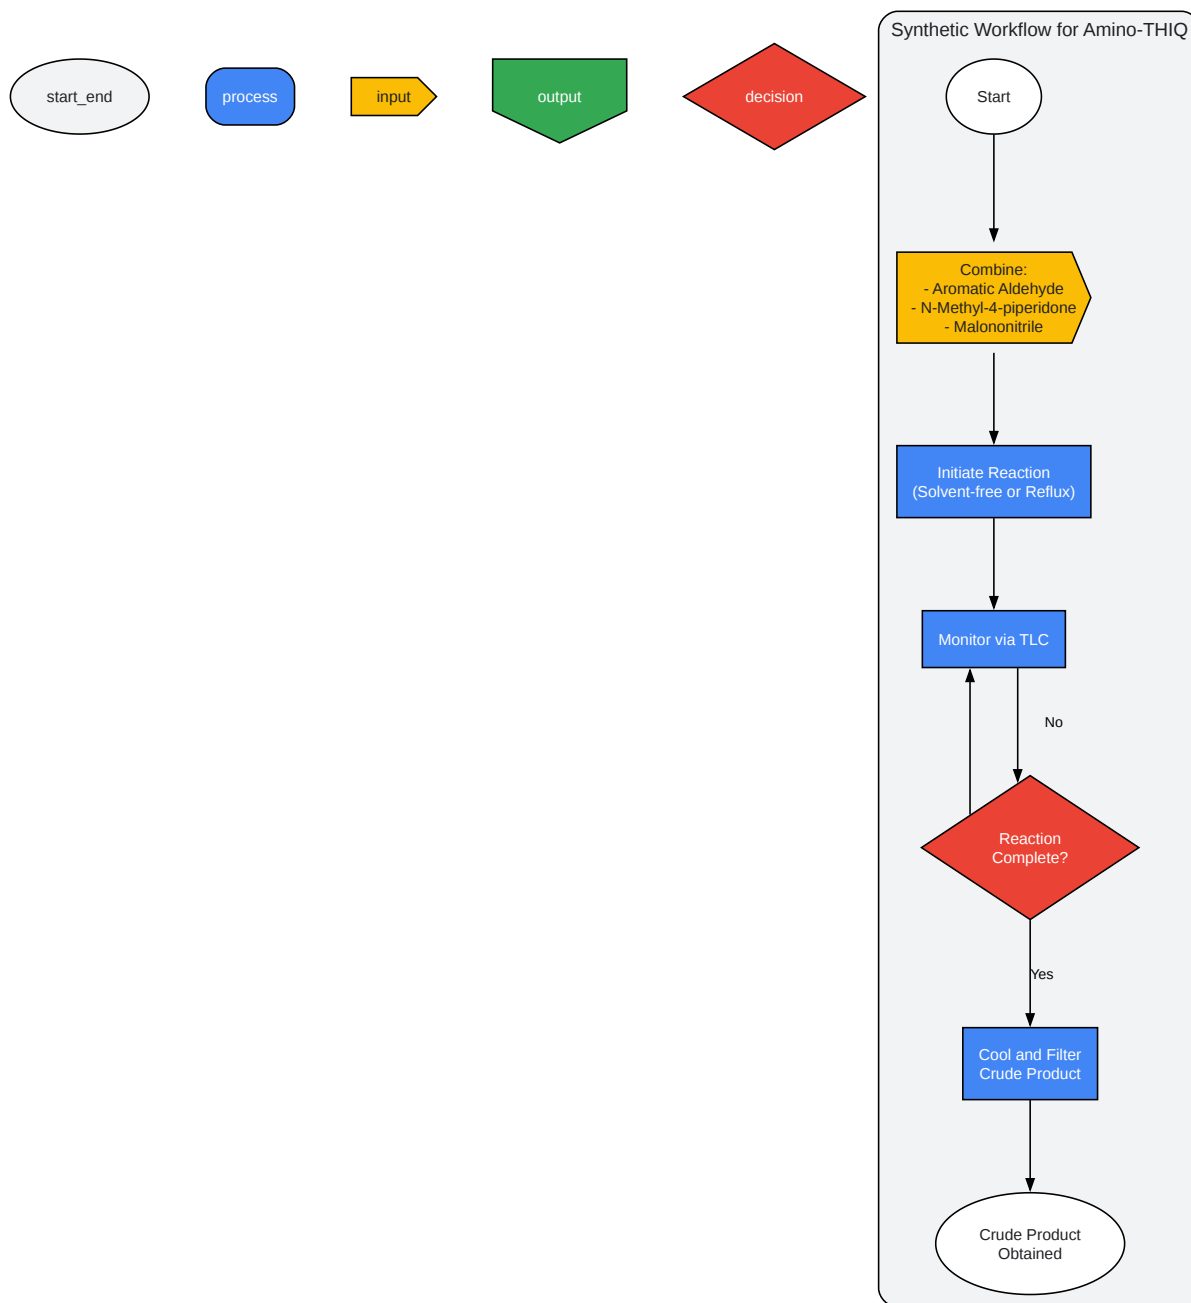 Synthetic Workflow for Amino-THIQ
start_end
process
input
output
decision
Start
Combine:
- Aromatic Aldehyde
- N-Methyl-4-piperidone
- Malononitrile
Initiate Reaction
(Solvent-free or Reflux)
Monitor via TLC
No
Reaction
Complete?
Yes
Cool and Filter
Crude Product
Crude Product
Obtained